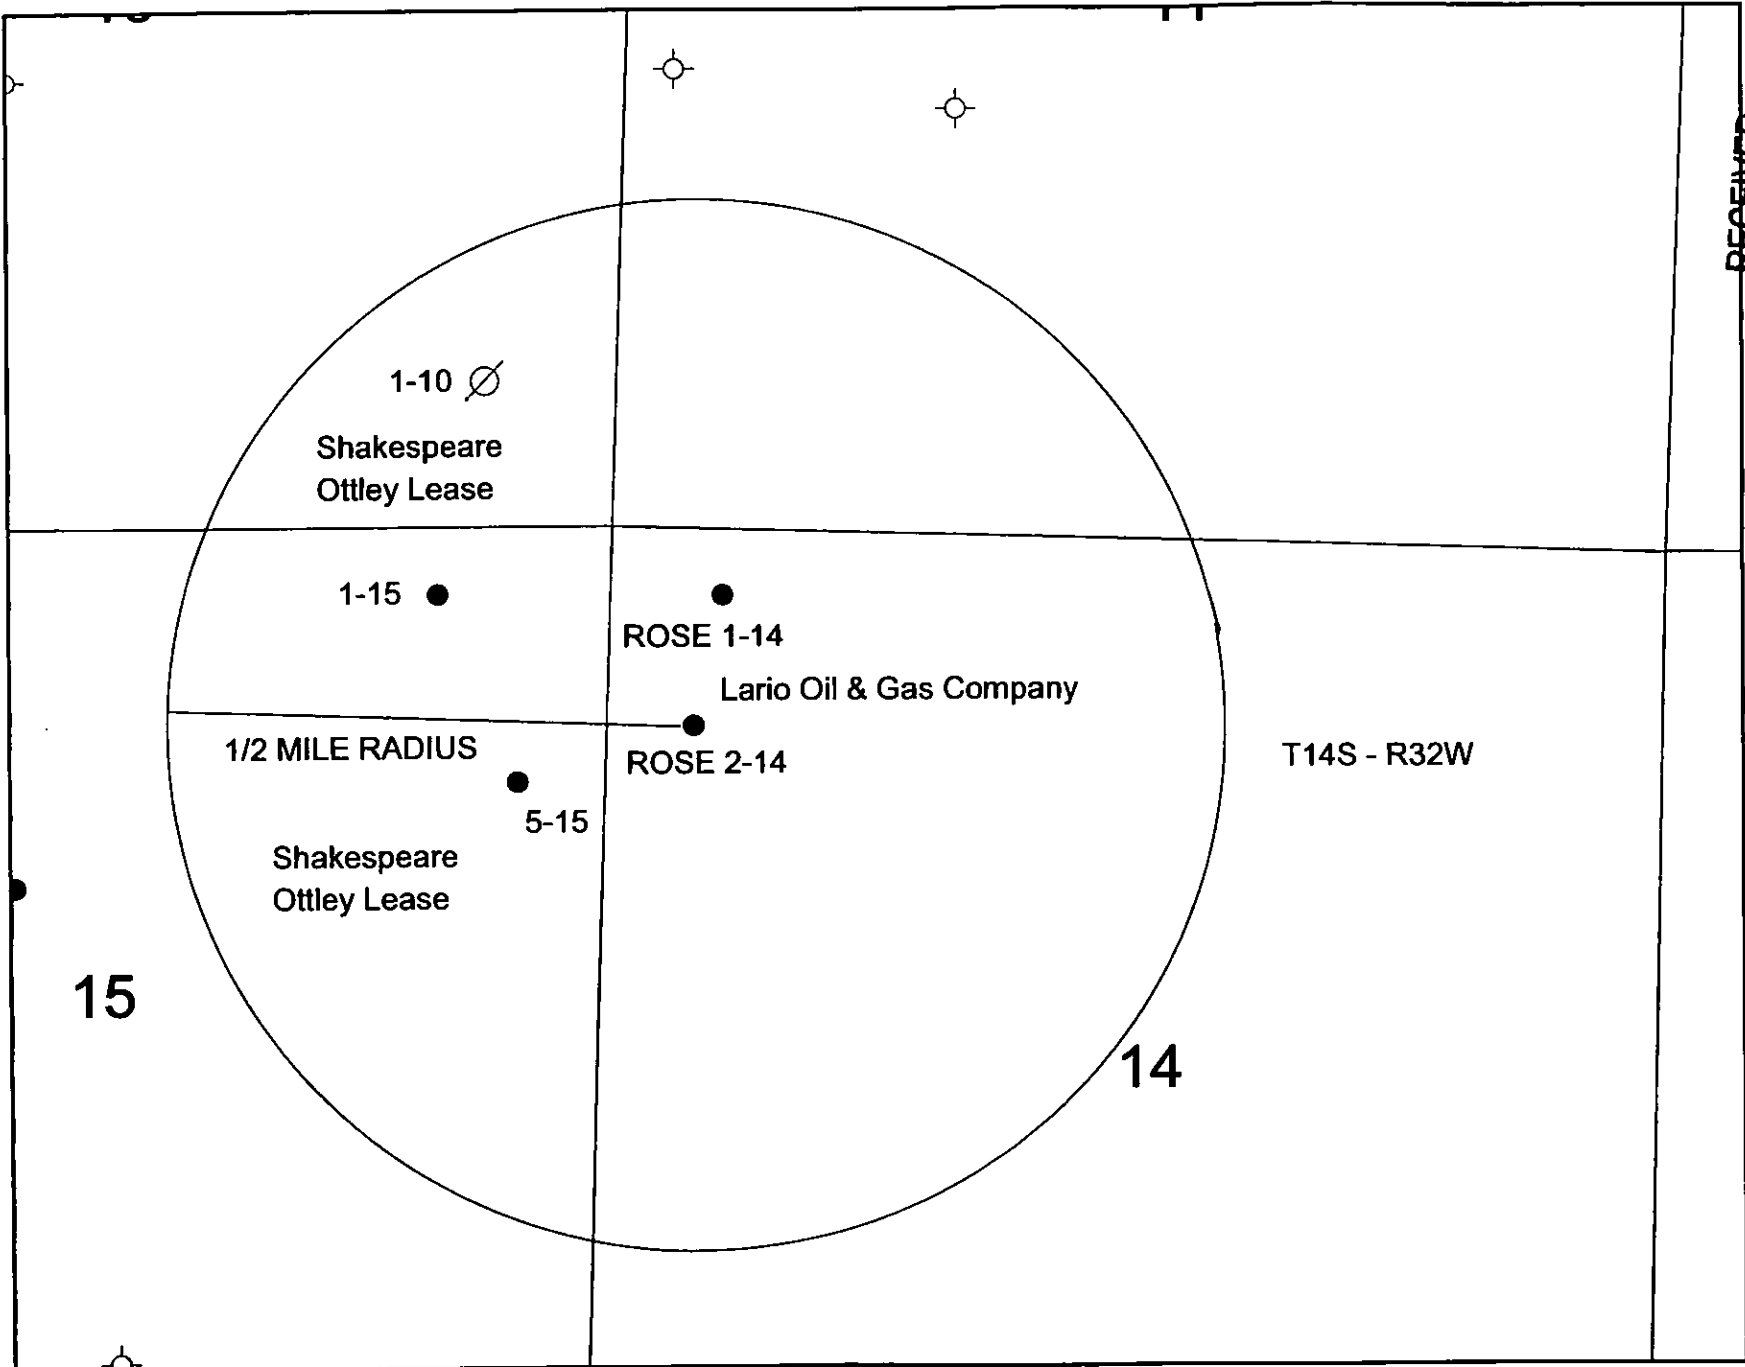 RECEIVED
1-10
Shakespeare
Ottley Lease
1-15
ROSE 1-14
Lario Oil & Gas Company
1/2 MILE RADIUS
ROSE 2-14
T14S - R32W
5-15
Shakespeare
Ottley Lease
15
14